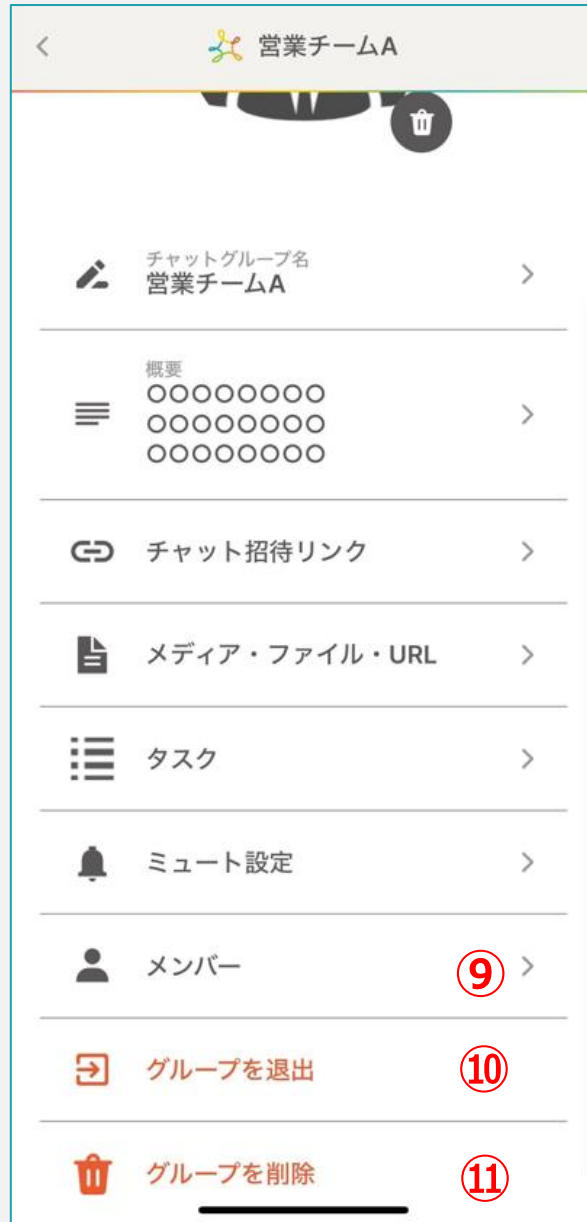 営業チームA
チャットグループ名
営業チームA
概要
○○○○○○○○
○○○○○○○○
○○○○○○○○
チャット招待リンク
メディア・ファイル・URL
タスク
ミュート設定
メンバー ⑨
グループを退出 ⑩
グループを削除 ⑪